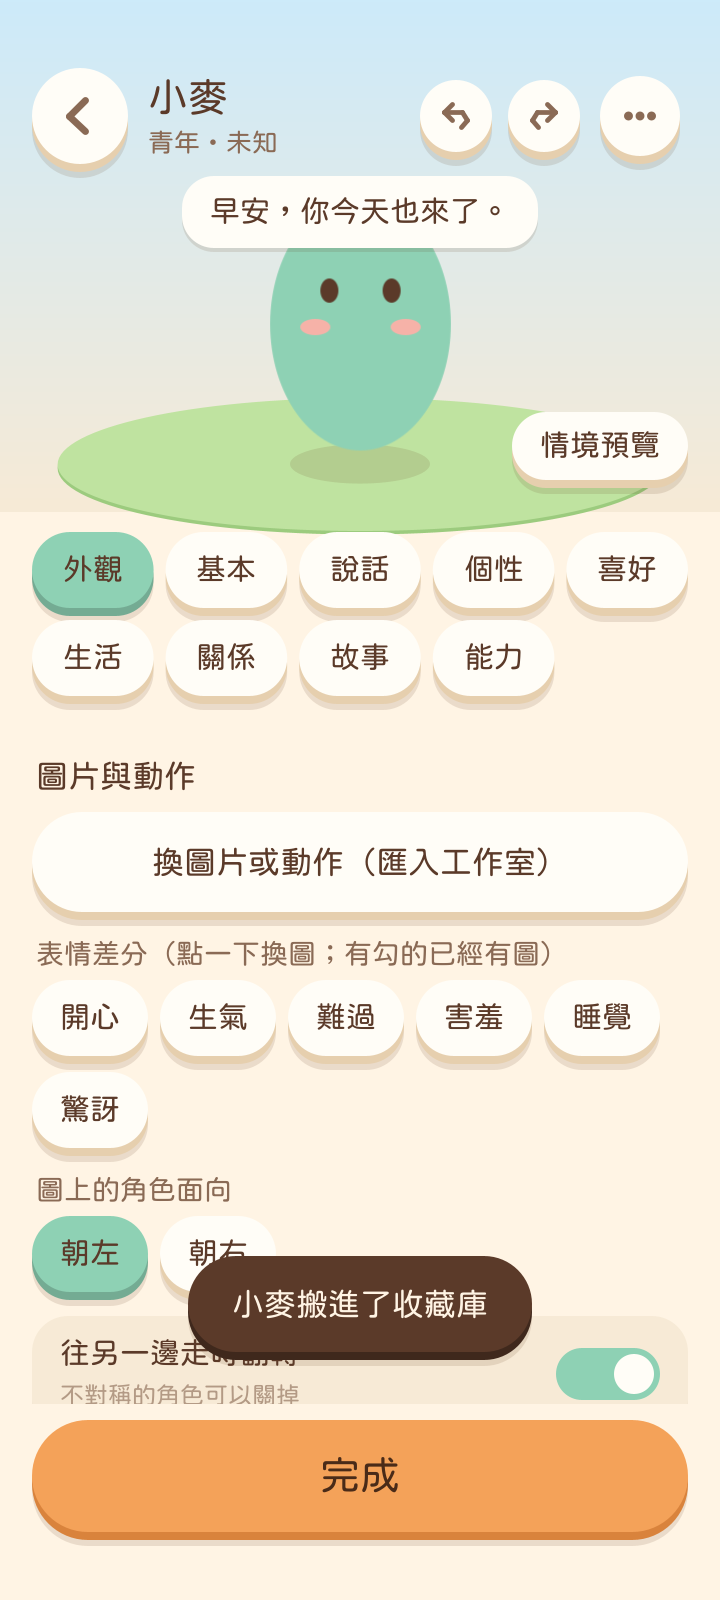 小麥
青年・未知
早安，你今天也來了。
情境預覽
外觀 基本 說話 個性 喜好
生活 關係 故事 能力
圖片與動作
換圖片或動作（匯入工作室）
表情差分（點一下換圖；有勾的已經有圖）
開心 生氣 難過 害羞 睡覺
驚訝
圖上的角色面向
朝左 朝右
小麥搬進了收藏庫
往另一邊走時翻轉
不對稱的角色可以關掉
完成